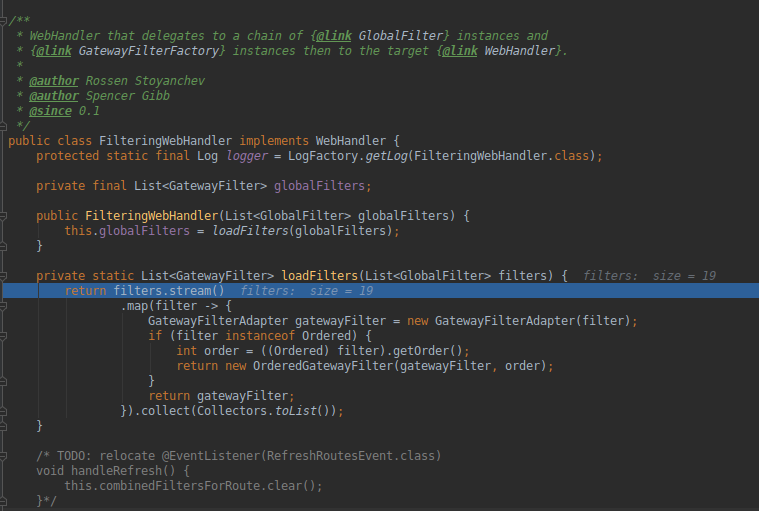 /**
 * WebHandler that delegates to a chain of {@link GlobalFilter} instances and
 * {@link GatewayFilterFactory} instances then to the target {@link WebHandler}.
 *
 * @author Rossen Stoyanchev
 * @author Spencer Gibb
 * @since 0.1
 */
public class FilteringWebHandler implements WebHandler {
    protected static final Log logger = LogFactory.getLog(FilteringWebHandler.class);

    private final List<GatewayFilter> globalFilters;

    public FilteringWebHandler(List<GlobalFilter> globalFilters) {
        this.globalFilters = loadFilters(globalFilters);
    }

    private static List<GatewayFilter> loadFilters(List<GlobalFilter> filters) {  filters:  size = 19
        return filters.stream()  filters:  size = 19
                .map(filter -> {
                    GatewayFilterAdapter gatewayFilter = new GatewayFilterAdapter(filter);
                    if (filter instanceof Ordered) {
                        int order = ((Ordered) filter).getOrder();
                        return new OrderedGatewayFilter(gatewayFilter, order);
                    }
                    return gatewayFilter;
                }).collect(Collectors.toList());
    }

    /* TODO: relocate @EventListener(RefreshRoutesEvent.class)
    void handleRefresh() {
        this.combinedFiltersForRoute.clear();
    }*/